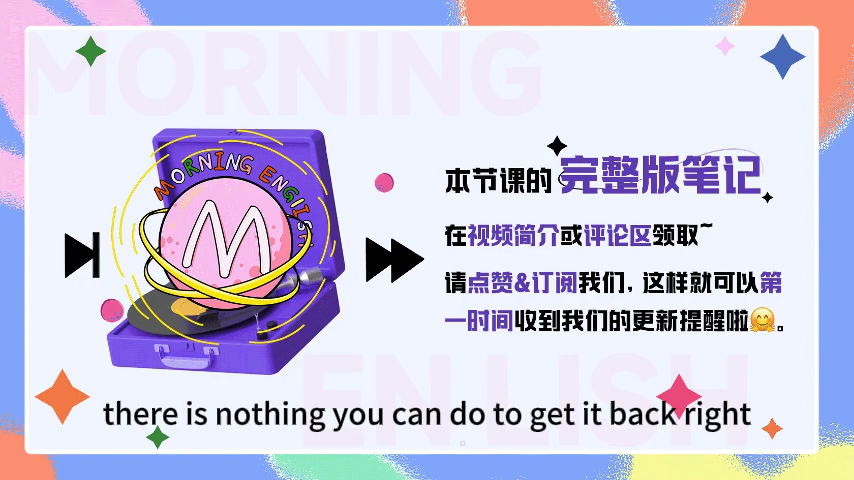 MORNING
MORNING ENGLISH
M
本节课的 完整版笔记
在视频简介或评论区领取~
请点赞&订阅我们，这样就可以第
一时间收到我们的更新提醒啦🤗。
EN LISH
there is nothing you can do to get it back right